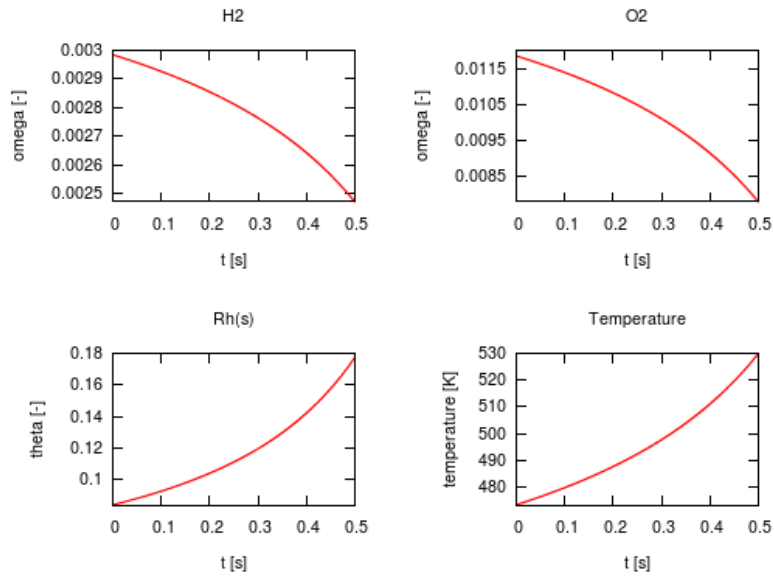 H2
omega [-]
0.003
0.0029
0.0028
0.0027
0.0026
0.0025
0 0.1 0.2 0.3 0.4 0.5
t [s]
O2
omega [-]
0.0115
0.0105
0.0095
0.0085
0 0.1 0.2 0.3 0.4 0.5
t [s]
Rh(s)
theta [-]
0.18
0.16
0.14
0.12
0.1
0 0.1 0.2 0.3 0.4 0.5
t [s]
Temperature
temperature [K]
530
520
510
500
490
480
0 0.1 0.2 0.3 0.4 0.5
t [s]